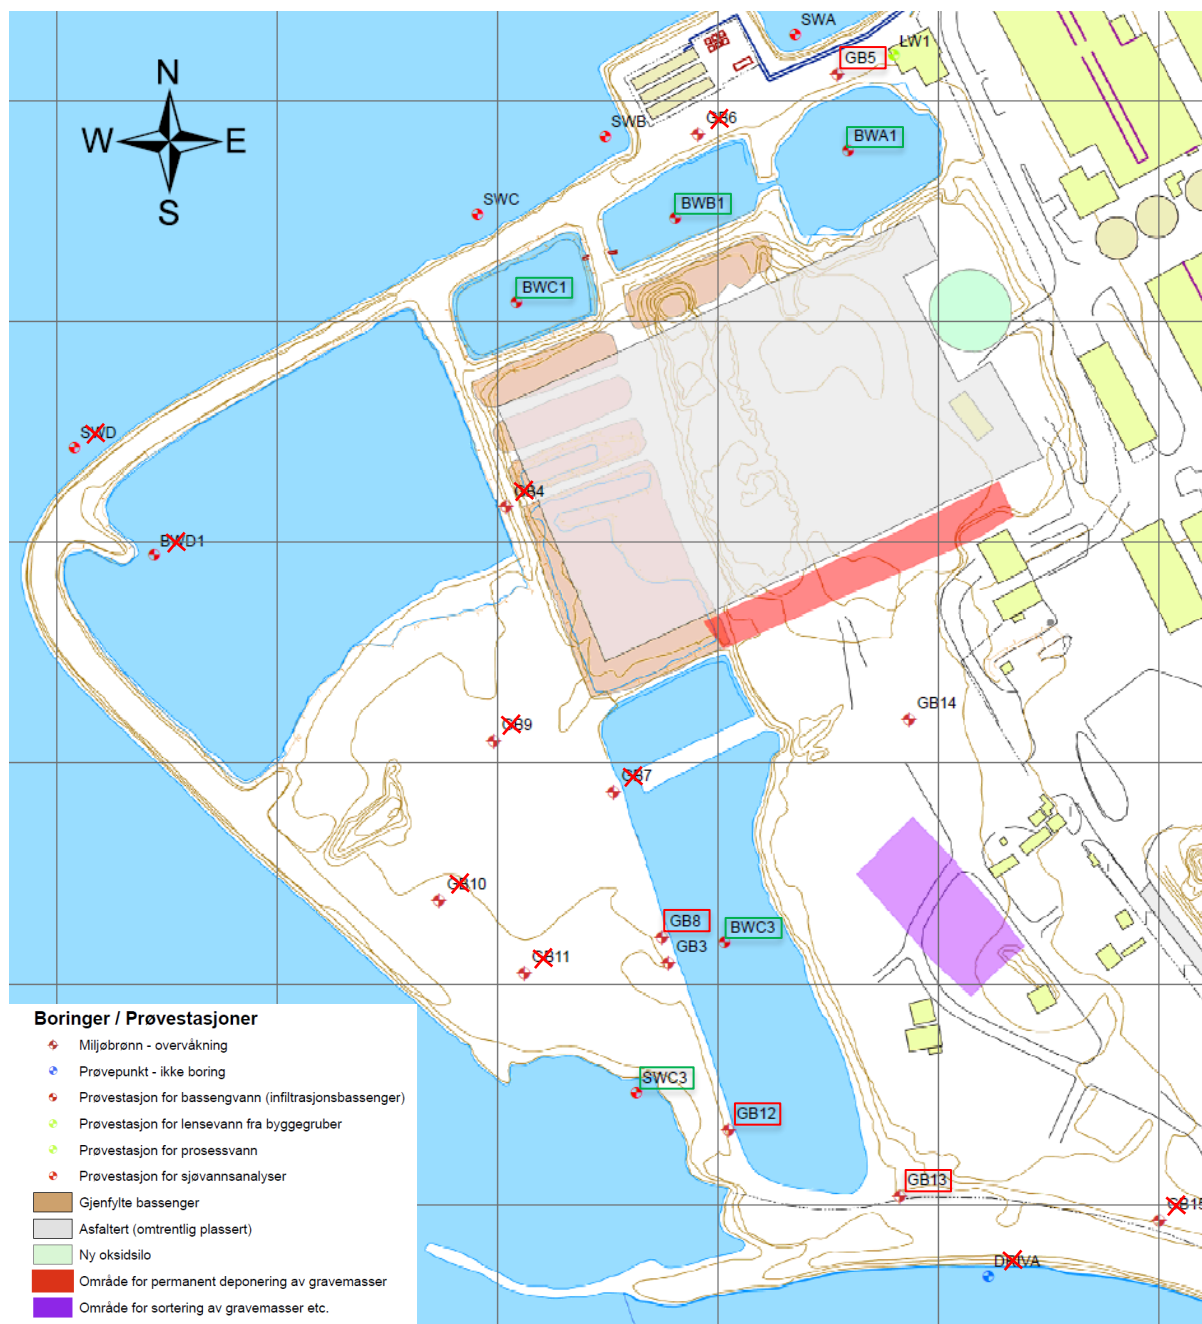 SWA
LW1
GB5
N
GB6
SWB
W
E
BWA1
S
SWC
BWB1
BWC1
SWD
GB4
BWD1
GB14
GB9
GB7
GB10
GB8
BWC3
GB3
GB11
Boringer / Prøvestasjoner
Miljøbrønn - overvåkning
Prøvepunkt - ikke boring
Prøvestasjon for bassengvann (infiltrasjonsbassenger)
Prøvestasjon for lensevann fra byggegruber
Prøvestasjon for prosessvann
Prøvestasjon for sjøvannsanalyser
Gjenfylte bassenger
Asfaltert (omtrentlig plassert)
Ny oksidsilo
Område for permanent deponering av gravemasser
Område for sortering av gravemasser etc.
SWC3
GB12
GB13
GB15
DRIVA